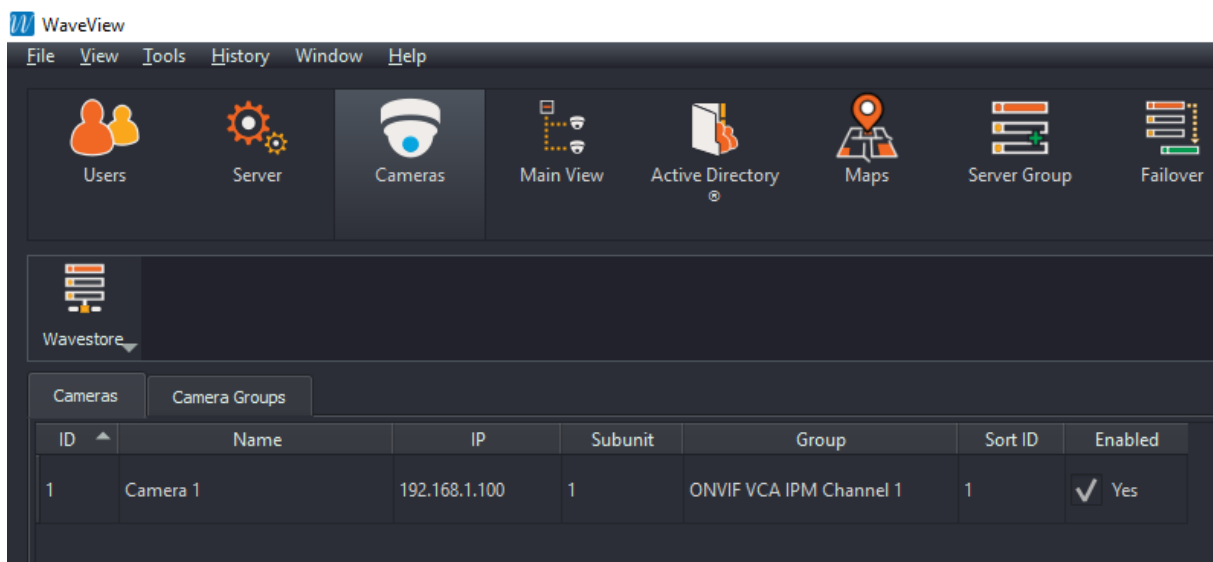 WaveView
File View Tools History Window Help
Users Server Cameras Main View Active Directory Maps Server Group Failover
®
Wavestore
Cameras Camera Groups
ID Name IP Subunit Group Sort ID Enabled
1 Camera 1 192.168.1.100 1 ONVIF VCA IPM Channel 1 1 Yes